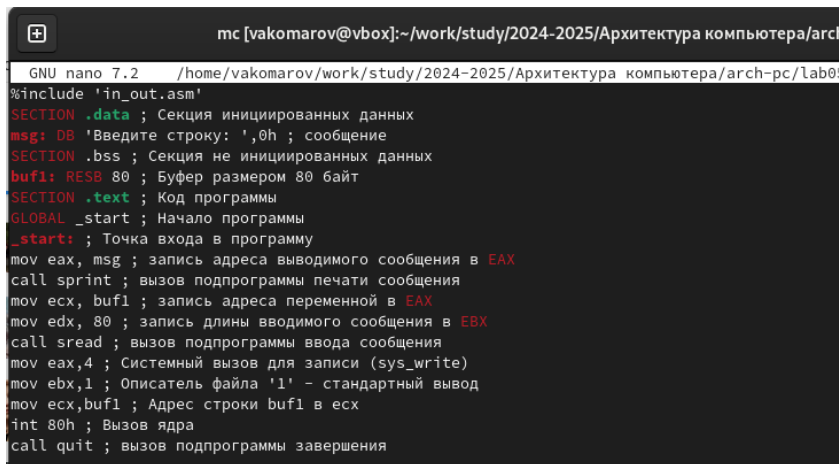 mc [vakomarov@vbox]:~/work/study/2024-2025/Архитектура компьютера/arch
GNU nano 7.2 /home/vakomarov/work/study/2024-2025/Архитектура компьютера/arch-pc/lab05
%include 'in_out.asm'
SECTION .data ; Секция инициированных данных
msg: DB 'Введите строку: ',0h ; сообщение
SECTION .bss ; Секция не инициированных данных
buf1: RESB 80 ; Буфер размером 80 байт
SECTION .text ; Код программы
GLOBAL _start ; Начало программы
_start: ; Точка входа в программу
mov eax, msg ; запись адреса выводимого сообщения в EAX
call sprint ; вызов подпрограммы печати сообщения
mov ecx, buf1 ; запись адреса переменной в EAX
mov edx, 80 ; запись длины вводимого сообщения в EBX
call sread ; вызов подпрограммы ввода сообщения
mov eax,4 ; Системный вызов для записи (sys_write)
mov ebx,1 ; Описатель файла '1' - стандартный вывод
mov ecx,buf1 ; Адрес строки buf1 в ecx
int 80h ; Вызов ядра
call quit ; вызов подпрограммы завершения